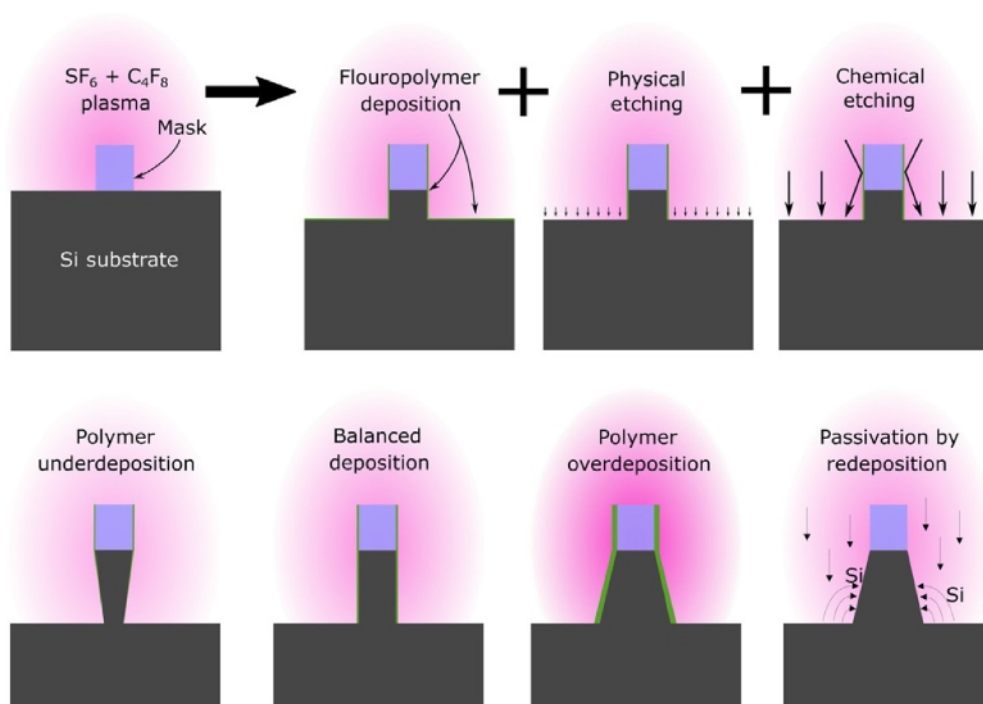 SF₆ + C₄F₈
plasma
Mask
Si substrate
Flouropolymer
deposition
Physical
etching
Chemical
etching
Polymer
underdeposition
Balanced
deposition
Polymer
overdeposition
Passivation by
redeposition
Si
Si